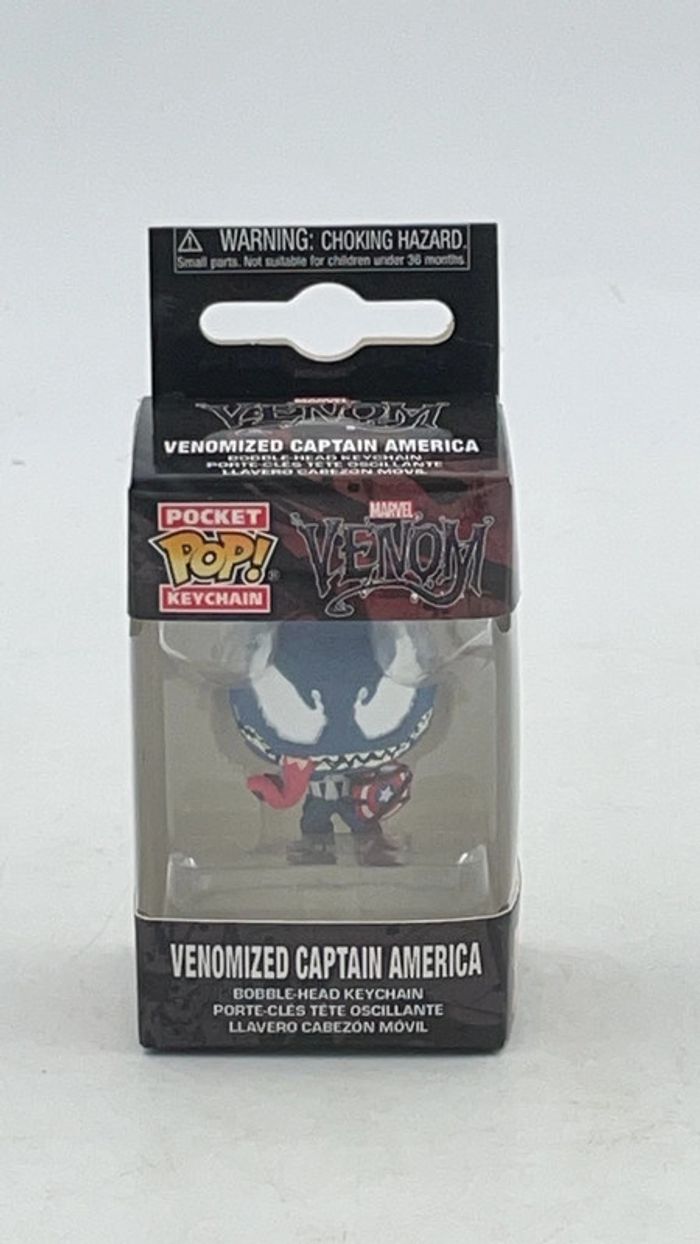 ⚠ WARNING: CHOKING HAZARD.
Small parts. Not suitable for children under 36 months
MARVEL
VENOM
VENOMIZED CAPTAIN AMERICA
BOBBLE-HEAD KEYCHAIN
PORTE-CLÉS TÊTE OSCILLANTE
LLAVERO CABEZÓN MÓVIL
POCKET
POP!®
KEYCHAIN
MARVEL
VENOM
VENOMIZED CAPTAIN AMERICA
BOBBLE-HEAD KEYCHAIN
PORTE-CLÉS TÊTE OSCILLANTE
LLAVERO CABEZÓN MÓVIL